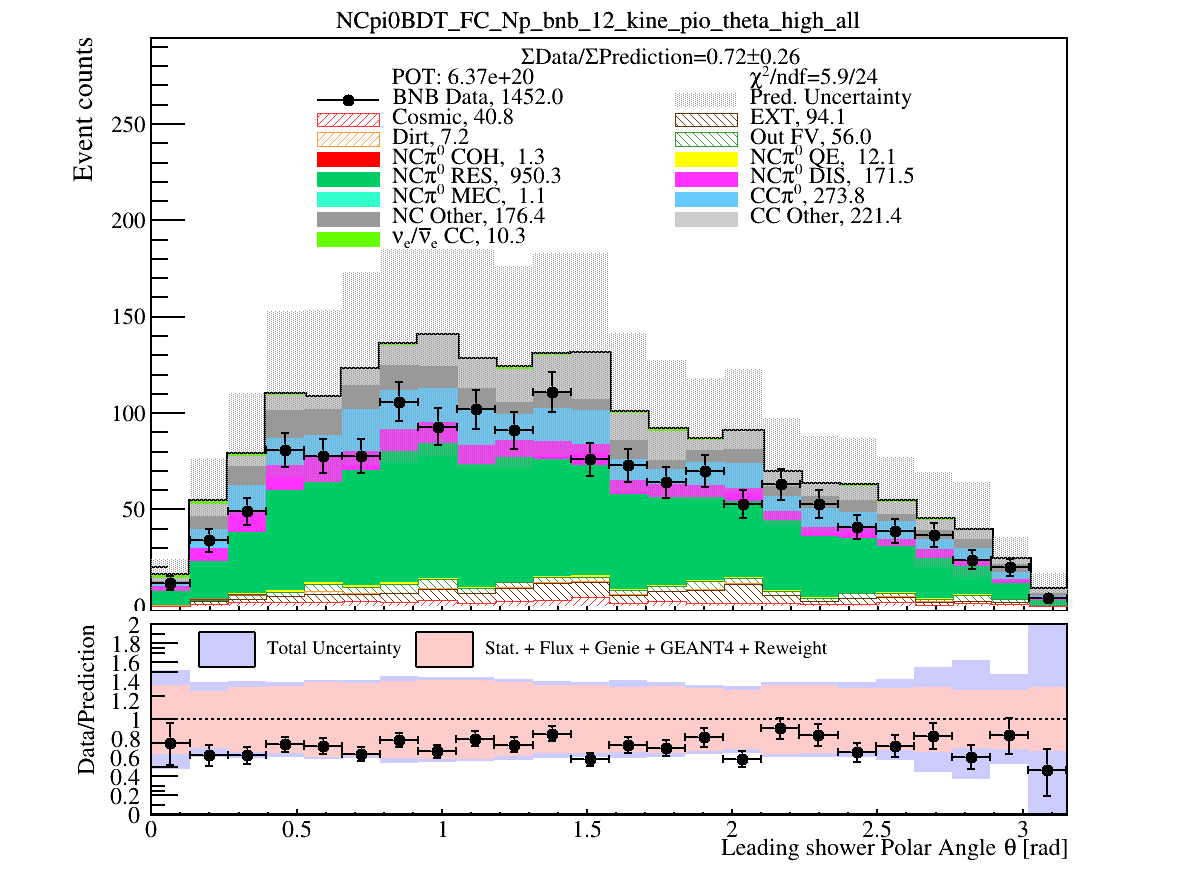 NCpi0BDT_FC_Np_bnb_12_kine_pio_theta_high_all
ΣData/ΣPrediction=0.72±0.26
POT: 6.37e+20
χ²/ndf=5.9/24
BNB Data, 1452.0
Pred. Uncertainty
Cosmic, 40.8
EXT, 94.1
Dirt, 7.2
Out FV, 56.0
NCπ⁰ COH, 1.3
NCπ⁰ QE, 12.1
NCπ⁰ RES, 950.3
NCπ⁰ DIS, 171.5
NCπ⁰ MEC, 1.1
CCπ⁰, 273.8
NC Other, 176.4
CC Other, 221.4
νₑ/ν̄ₑ CC, 10.3
Event counts
250
200
150
100
50
0
Total Uncertainty
Stat. + Flux + Genie + GEANT4 + Reweight
Data/Prediction
2
1.8
1.6
1.4
1.2
1
0.8
0.6
0.4
0.2
0
0 0.5 1 1.5 2 2.5 3
Leading shower Polar Angle θ [rad]